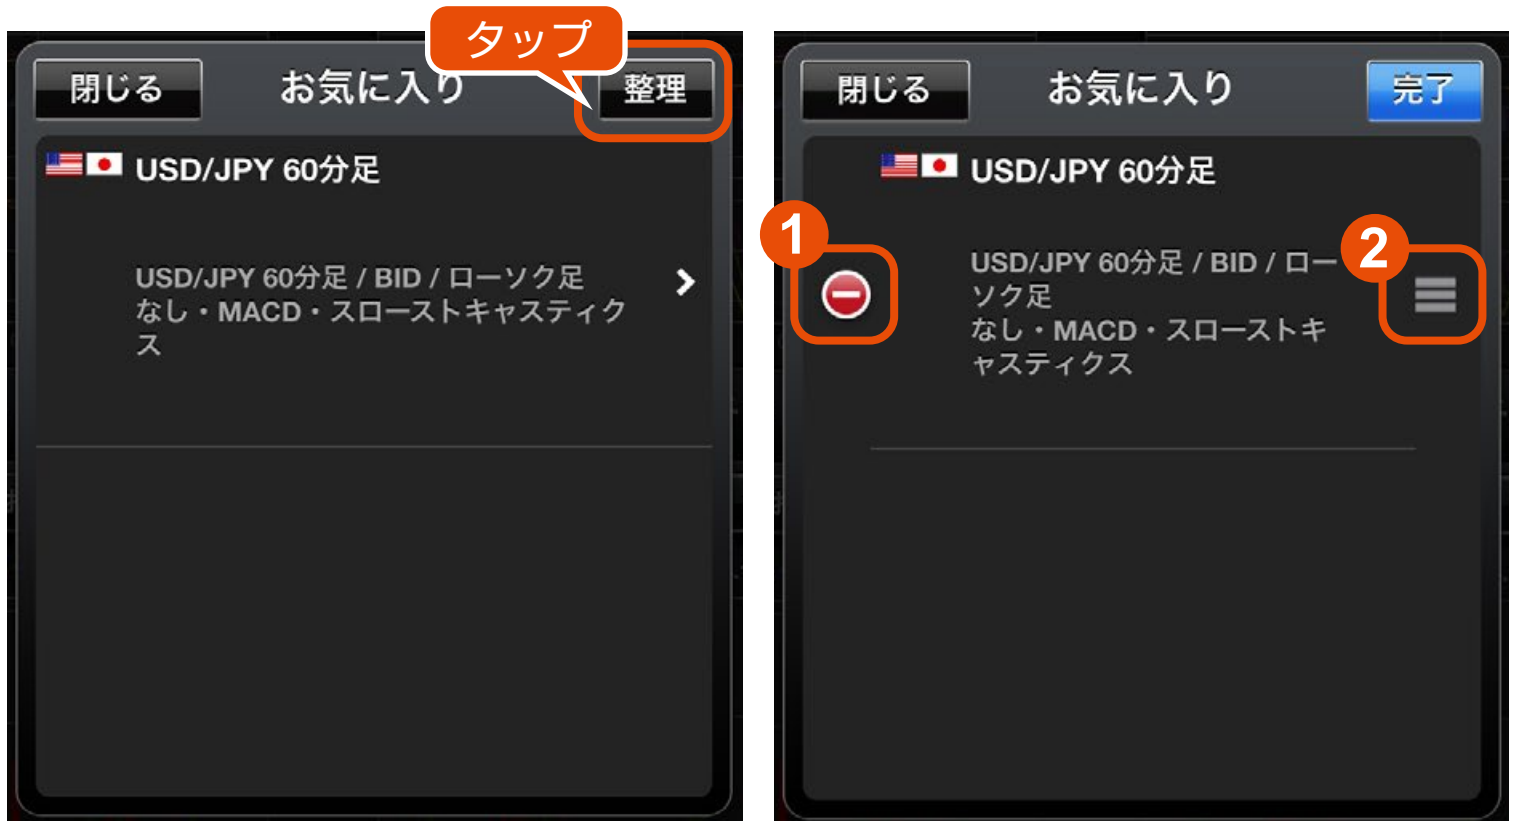 タップ
閉じる
お気に入り
整理
USD/JPY 60分足
USD/JPY 60分足 / BID / ローソク足
なし・MACD・スローストキャスティク
ス
閉じる
お気に入り
完了
USD/JPY 60分足
1
2
USD/JPY 60分足 / BID / ロー
ソク足
なし・MACD・スローストキ
ャスティクス